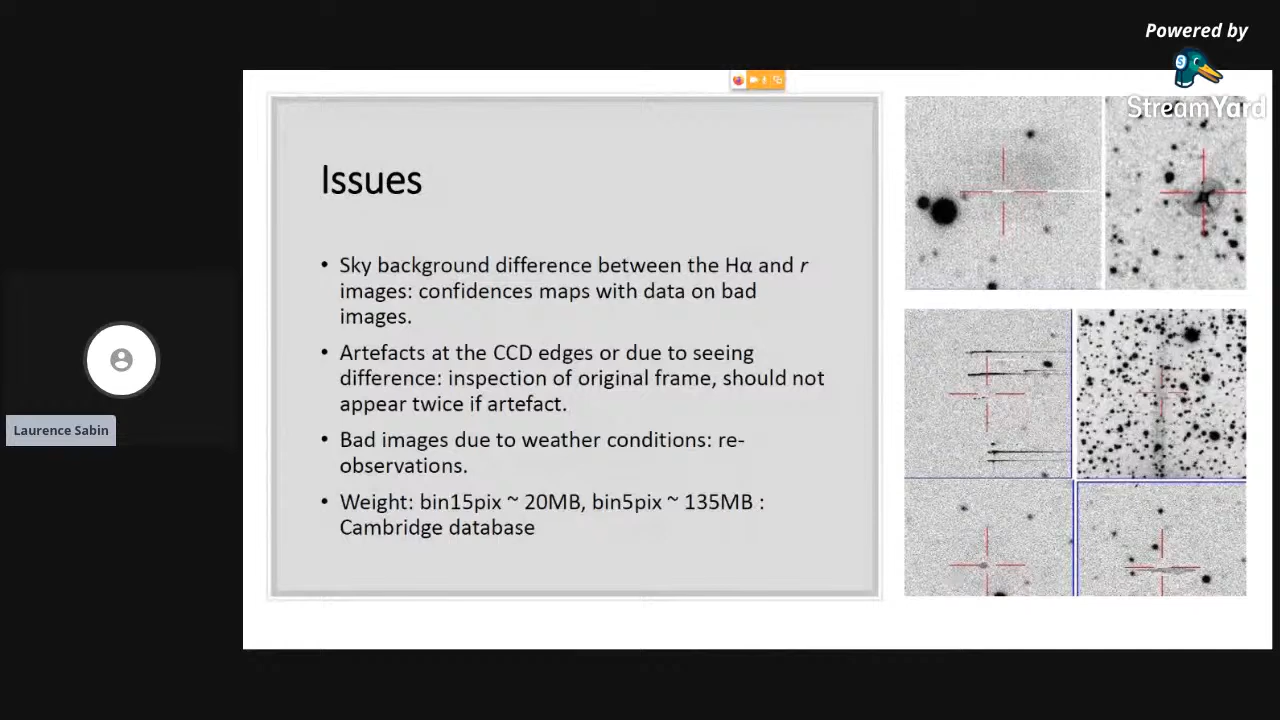 Powered by
StreamYard
Issues
• Sky background difference between the Hα and r
images: confidences maps with data on bad
images.
• Artefacts at the CCD edges or due to seeing
difference: inspection of original frame, should not
appear twice if artefact.
• Bad images due to weather conditions: re-
observations.
• Weight: bin15pix ~ 20MB, bin5pix ~ 135MB :
Cambridge database
Laurence Sabin